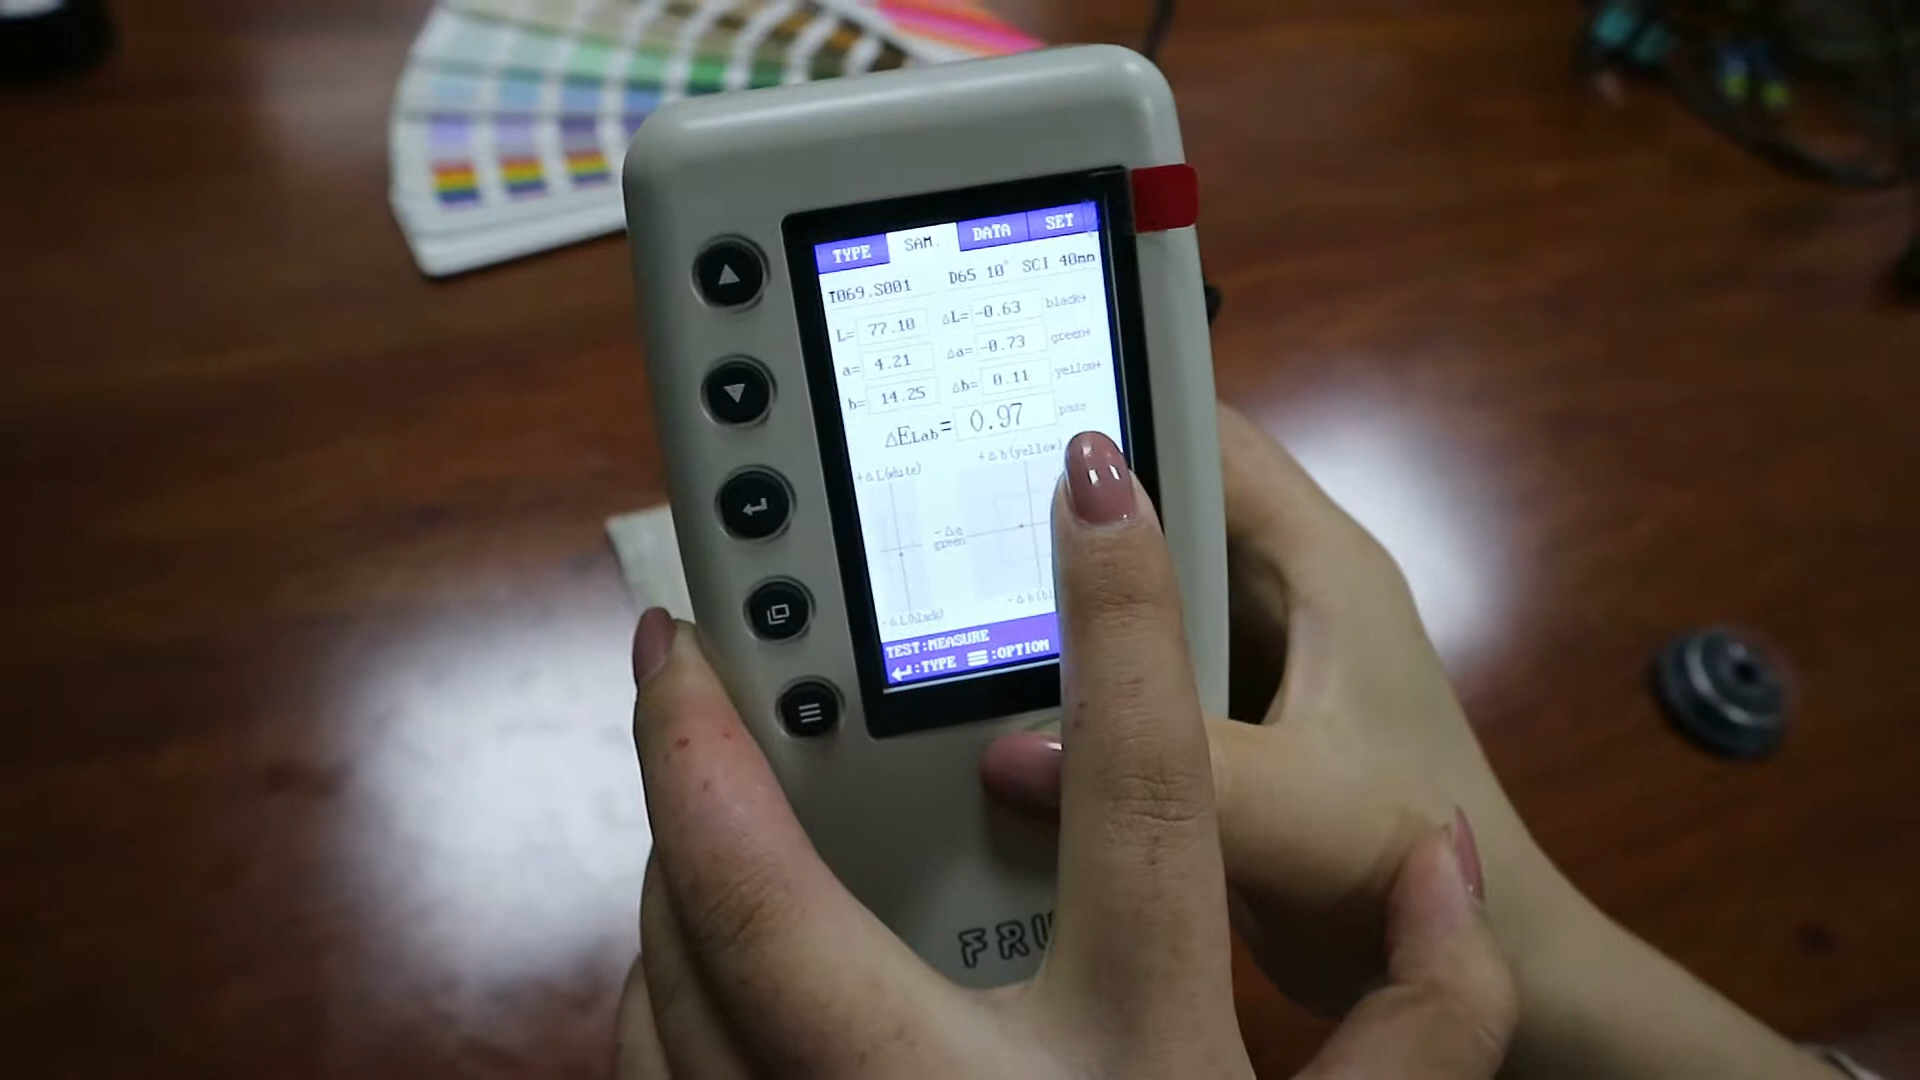 TYPE SAM. DATA SET
T069.S001 D65 10° SCI 40mm
L= 77.10 ΔL= -0.63 black+
a= 4.21 Δa= -0.73 green+
b= 14.25 Δb= 0.11 yellow+
ΔELab= 0.97 pass
+ΔL(white) +Δb(yellow)
-Δa
green
-ΔL(black) -Δb(bl
TEST:MEASURE
:TYPE :OPTION
FRU